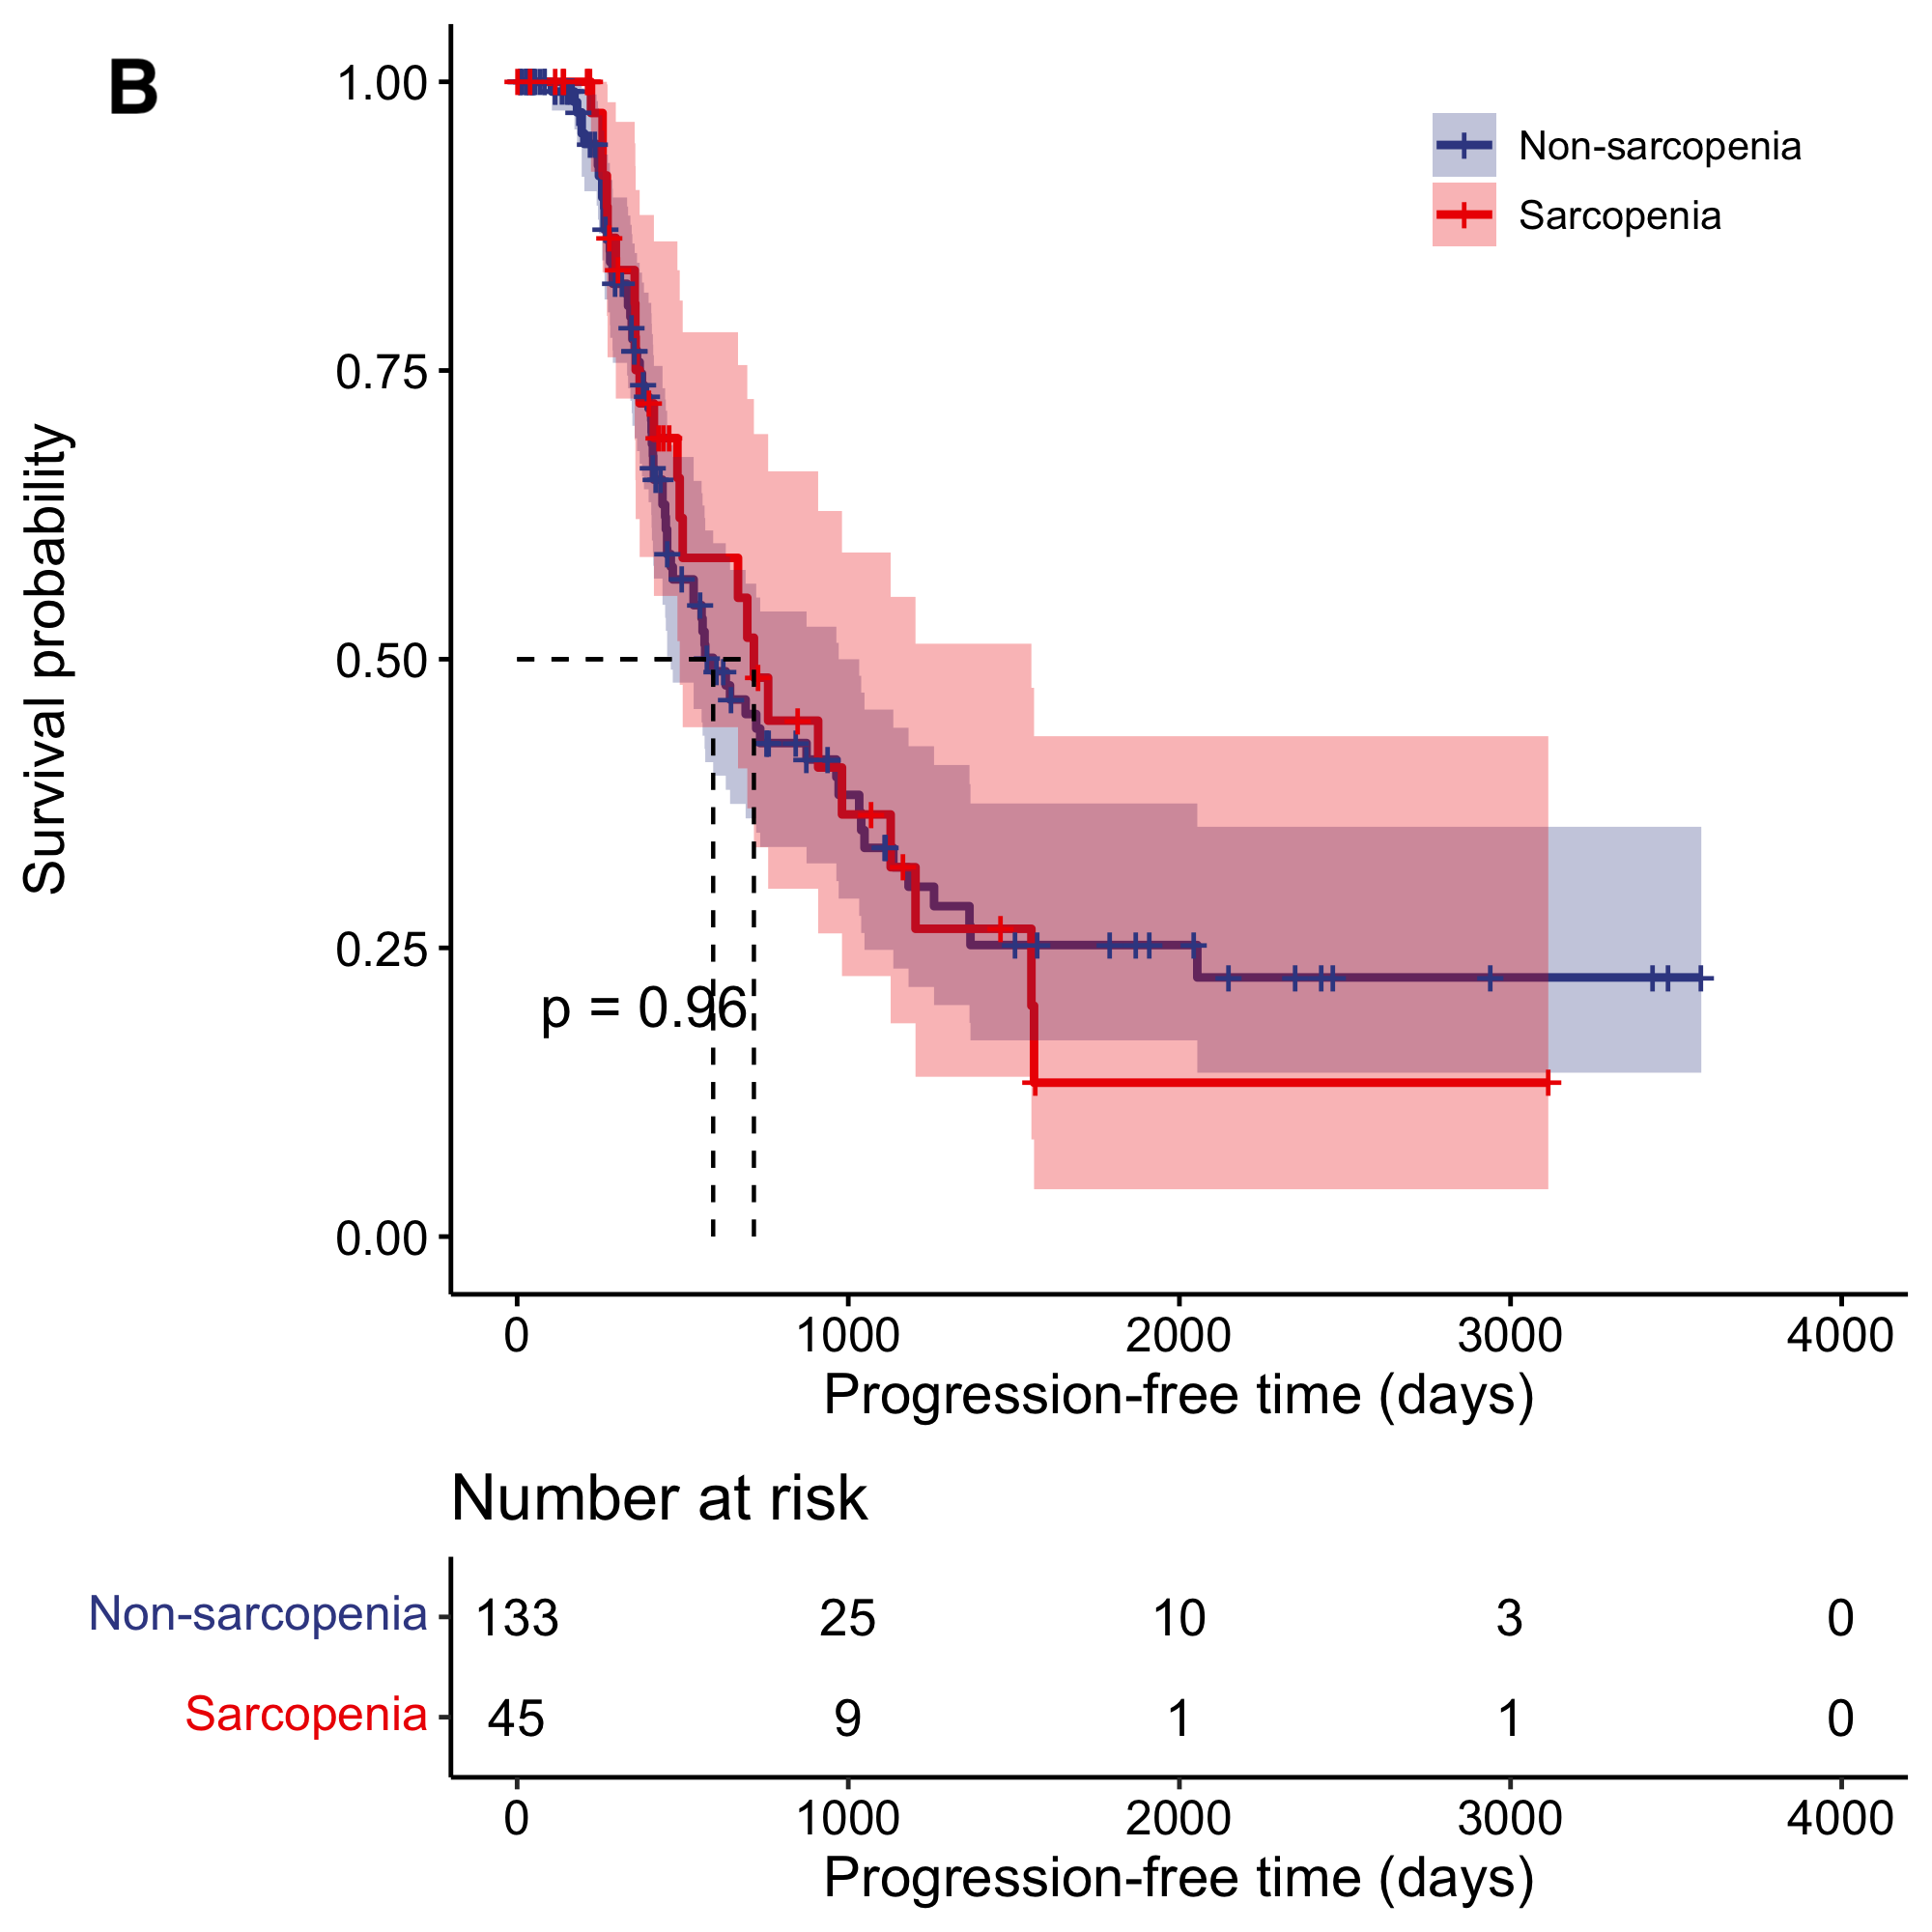 B
1.00
0.75
0.50
0.25
0.00
Survival probability
Non-sarcopenia
Sarcopenia
p = 0.96
0 1000 2000 3000 4000
Progression-free time (days)
Number at risk
Non-sarcopenia 133 25 10 3 0
Sarcopenia 45 9 1 1 0
0 1000 2000 3000 4000
Progression-free time (days)